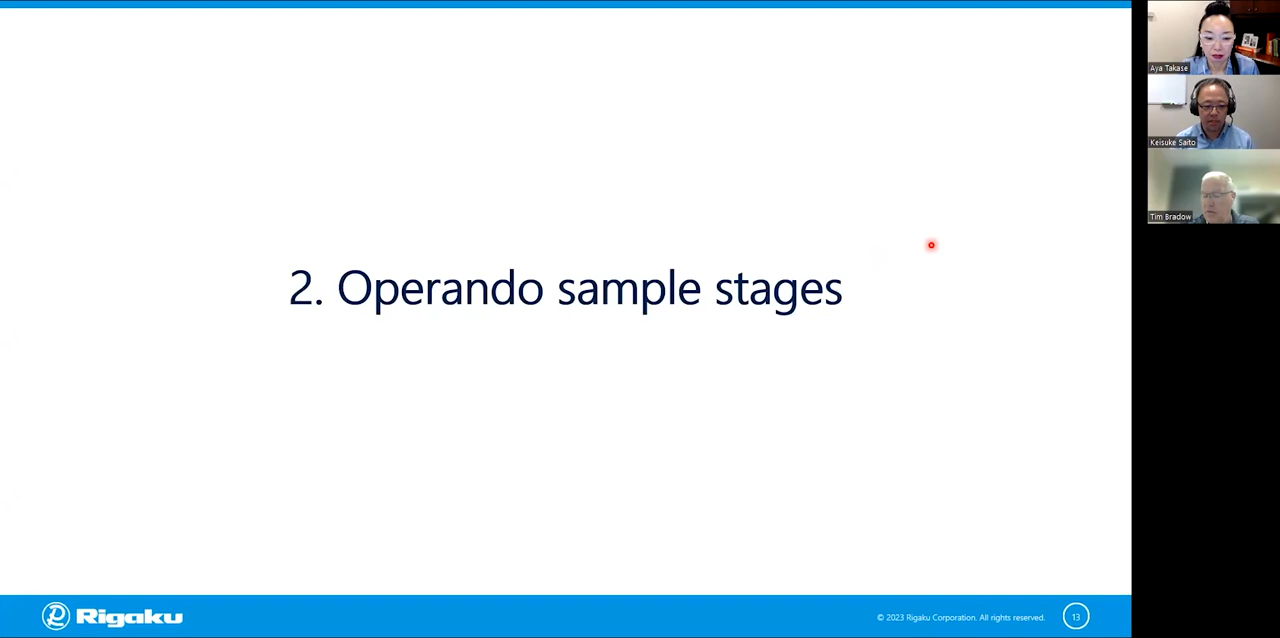 2. Operando sample stages
Rigaku
© 2023 Rigaku Corporation. All rights reserved.
13
Aya Takase
Keisuke Saito
Tim Bradow